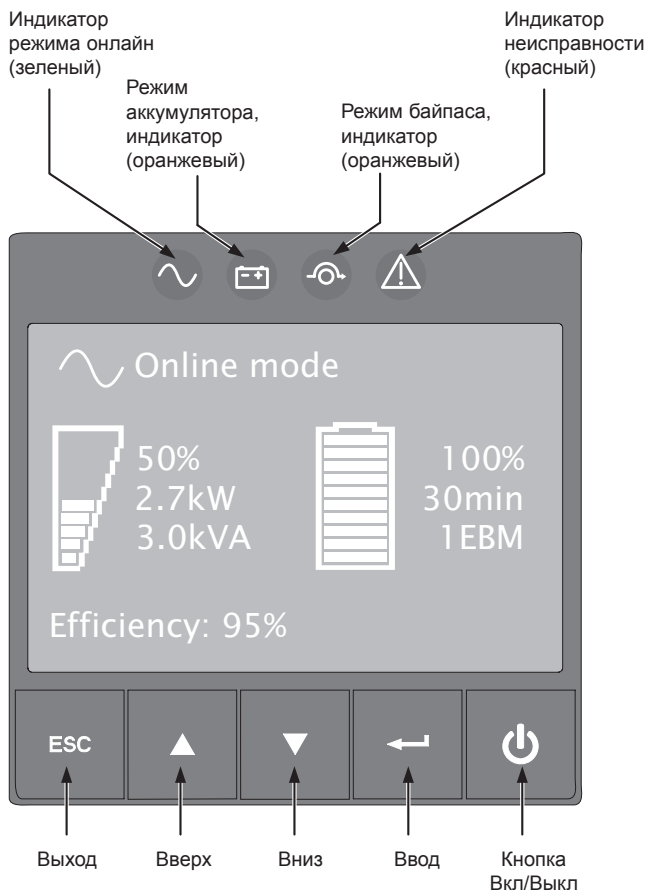 Индикатор
режима онлайн
(зеленый)
Режим
аккумулятора,
индикатор
(оранжевый)
Режим байпаса,
индикатор
(оранжевый)
Индикатор
неисправности
(красный)
Online mode
50%
2.7kW
3.0kVA
100%
30min
1EBM
Efficiency: 95%
ESC
Выход
Вверх
Вниз
Ввод
Кнопка
Вкл/Выкл